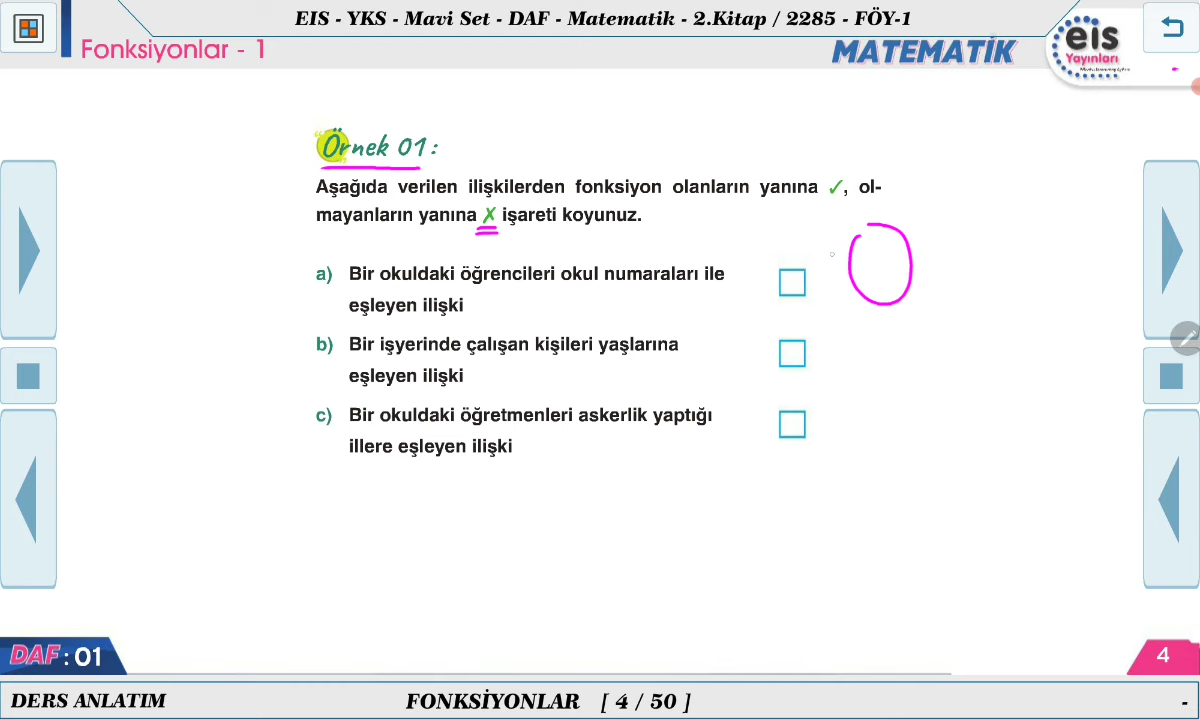 EIS - YKS - Mavi Set - DAF - Matematik - 2.Kitap / 2285 - FÖY-1
Fonksiyonlar - 1
MATEMATİK
eis
Yayınları
Örnek 01:
Aşağıda verilen ilişkilerden fonksiyon olanların yanına ✓, ol-
mayanların yanına ✗ işareti koyunuz.
a) Bir okuldaki öğrencileri okul numaraları ile
eşleyen ilişki
b) Bir işyerinde çalışan kişileri yaşlarına
eşleyen ilişki
c) Bir okuldaki öğretmenleri askerlik yaptığı
illere eşleyen ilişki
DAF : 01
4
DERS ANLATIM
FONKSİYONLAR [ 4 / 50 ]
-